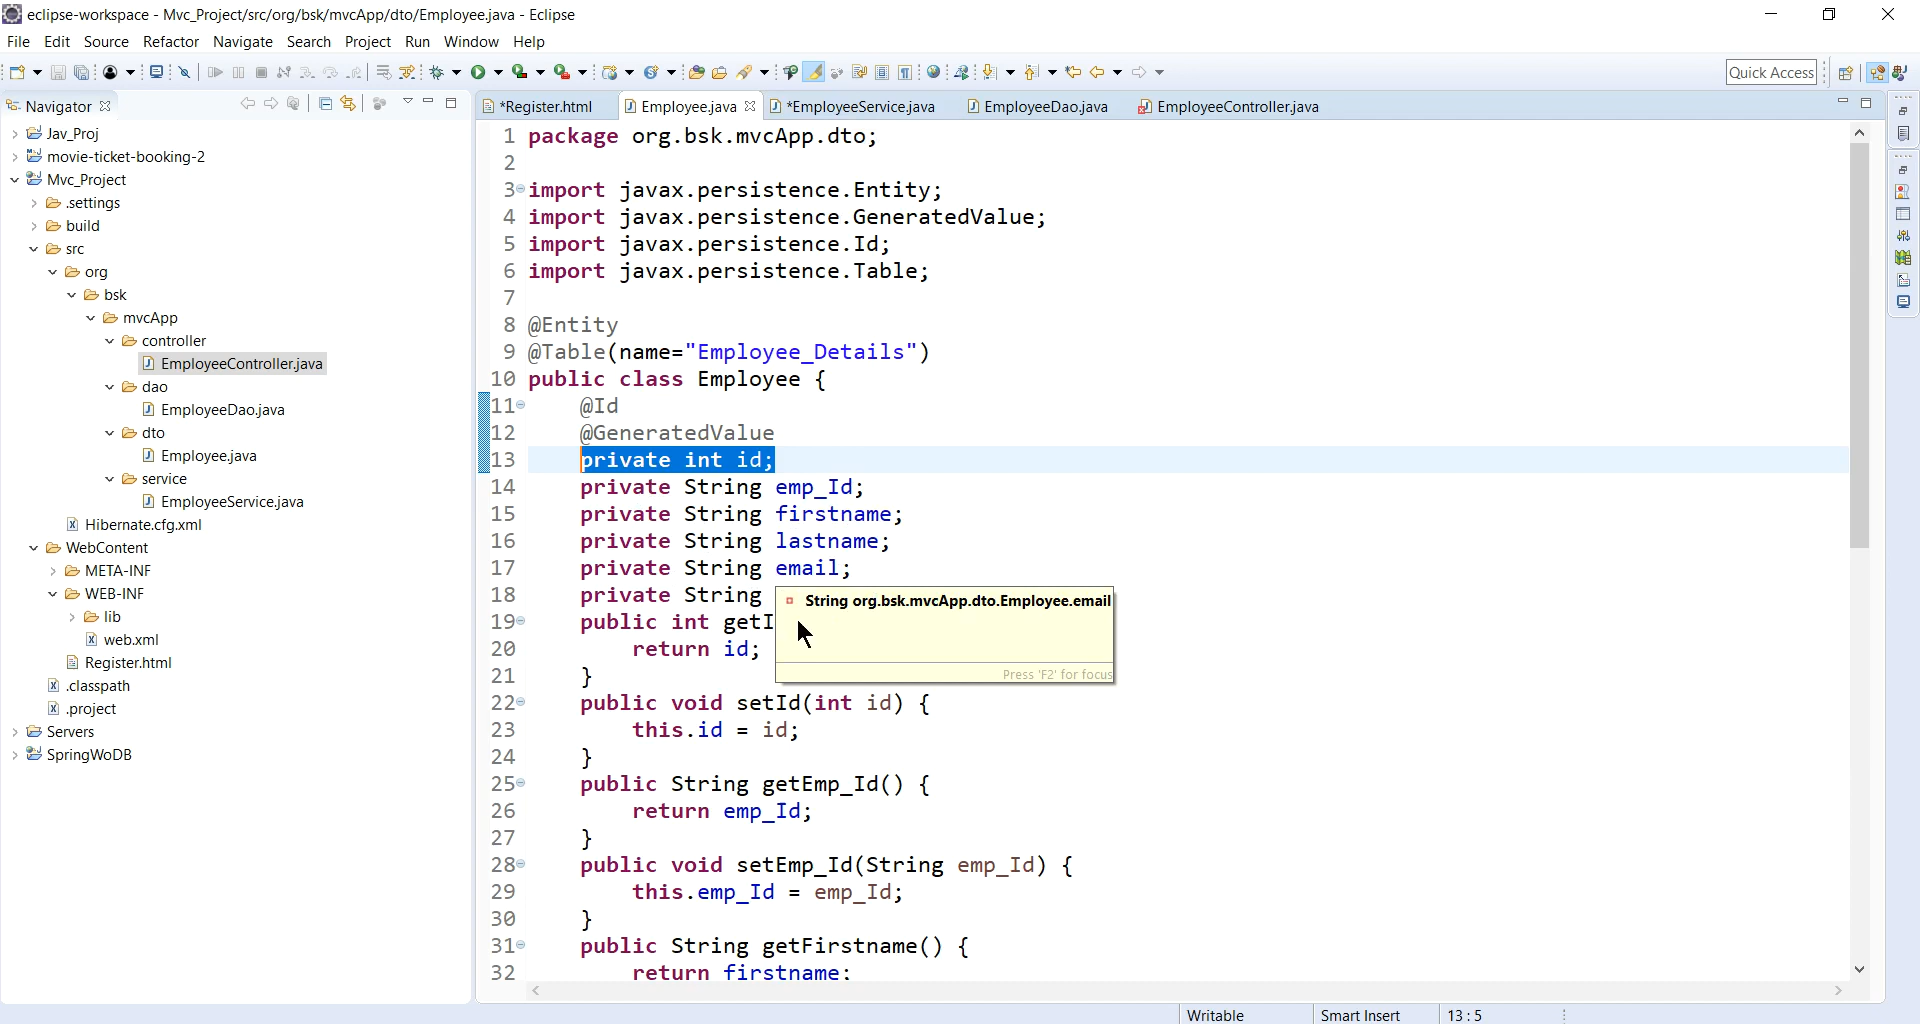 eclipse-workspace - Mvc_Project/src/org/bsk/mvcApp/dto/Employee.java - Eclipse
File Edit Source Refactor Navigate Search Project Run Window Help
Quick Access
Navigator
*Register.html Employee.java *EmployeeService.java EmployeeDao.java EmployeeController.java
Jav_Proj
movie-ticket-booking-2
Mvc_Project
.settings
build
src
org
bsk
mvcApp
controller
EmployeeController.java
dao
EmployeeDao.java
dto
Employee.java
service
EmployeeService.java
Hibernate.cfg.xml
WebContent
META-INF
WEB-INF
lib
web.xml
Register.html
.classpath
.project
Servers
SpringWoDB
1 package org.bsk.mvcApp.dto;
2
3 import javax.persistence.Entity;
4 import javax.persistence.GeneratedValue;
5 import javax.persistence.Id;
6 import javax.persistence.Table;
7
8 @Entity
9 @Table(name="Employee_Details")
10 public class Employee {
11 @Id
12 @GeneratedValue
13 private int id;
14 private String emp_Id;
15 private String firstname;
16 private String lastname;
17 private String email;
18 private String
19 public int getI
20 return id;
21 }
22 public void setId(int id) {
23 this.id = id;
24 }
25 public String getEmp_Id() {
26 return emp_Id;
27 }
28 public void setEmp_Id(String emp_Id) {
29 this.emp_Id = emp_Id;
30 }
31 public String getFirstname() {
32 return firstname;
String org.bsk.mvcApp.dto.Employee.email
Press 'F2' for focus
Writable Smart Insert 13 : 5